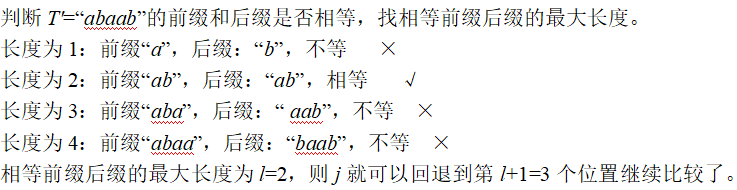 判断 T′=“abaab”的前缀和后缀是否相等，找相等前缀后缀的最大长度。
长度为 1：前缀“a”，后缀：“b”，不等 ×
长度为 2：前缀“ab”，后缀：“ab”，相等 √
长度为 3：前缀“aba”，后缀：“ aab”，不等 ×
长度为 4：前缀“abaa”，后缀：“baab”，不等 ×
相等前缀后缀的最大长度为 l=2，则 j 就可以回退到第 l+1=3 个位置继续比较了。